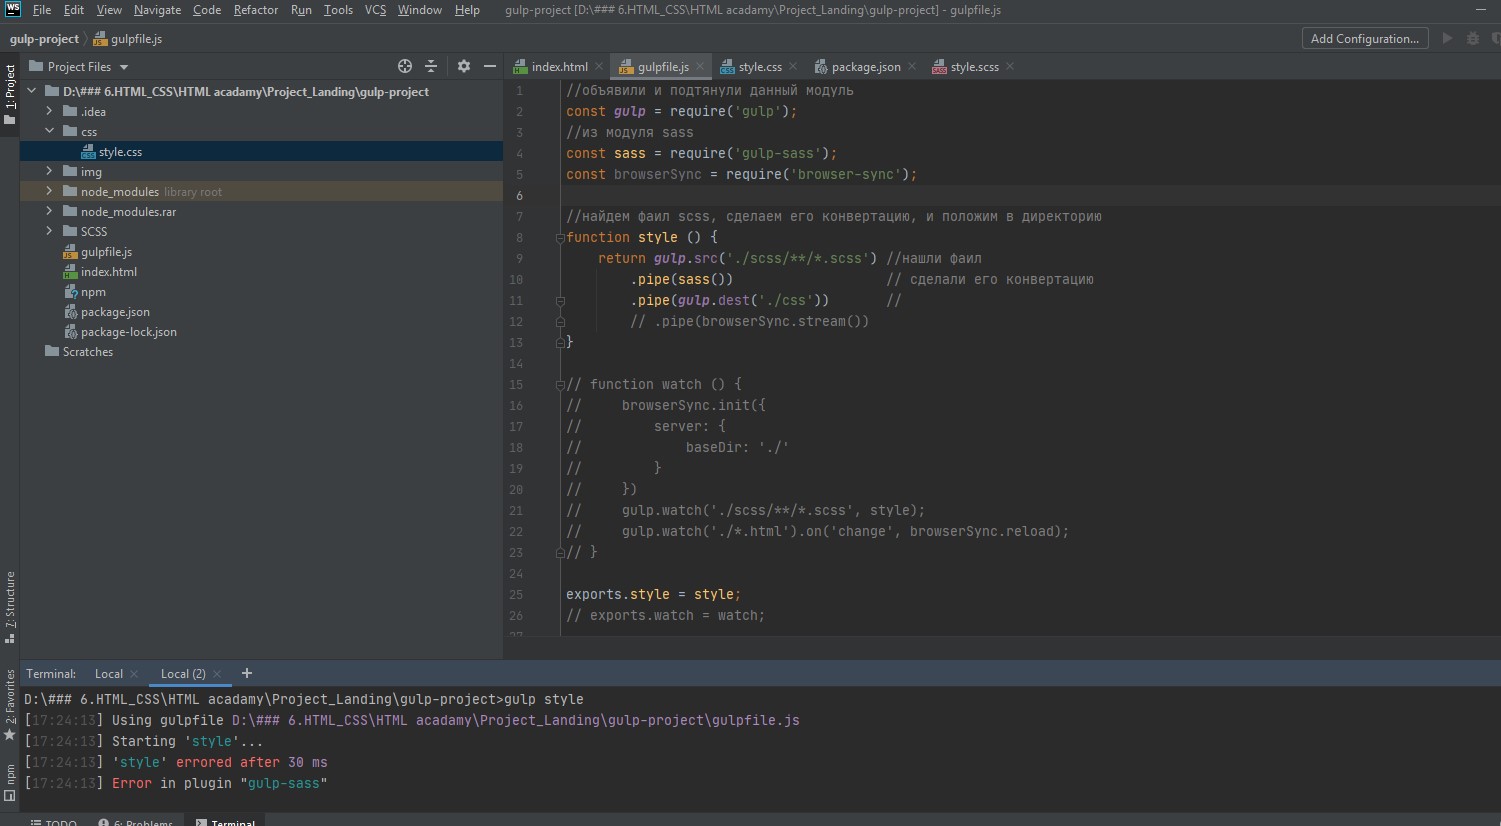 File Edit View Navigate Code Refactor Run Tools VCS Window Help gulp-project [D:\### 6.HTML_CSS\HTML acadamy\Project_Landing\gulp-project] - gulpfile.js
WS
gulp-project gulpfile.js Add Configuration...
Project Files
index.html gulpfile.js style.css package.json style.scss
1: Project
D:\### 6.HTML_CSS\HTML acadamy\Project_Landing\gulp-project
.idea
css
style.css
img
node_modules library root
node_modules.rar
SCSS
gulpfile.js
index.html
npm
package.json
package-lock.json
Scratches
1 //объявили и подтянули данный модуль
2 const gulp = require('gulp');
3 //из модуля sass
4 const sass = require('gulp-sass');
5 const browserSync = require('browser-sync');
6
7 //найдем фаил scss, сделаем его конвертацию, и положим в директорию
8 function style () {
9 return gulp.src('./scss/**/*.scss') //нашли фаил
10 .pipe(sass()) // сделали его конвертацию
11 .pipe(gulp.dest('./css')) //
12 // .pipe(browserSync.stream())
13 }
14
15 // function watch () {
16 // browserSync.init({
17 // server: {
18 // baseDir: './'
19 // }
20 // })
21 // gulp.watch('./scss/**/*.scss', style);
22 // gulp.watch('./*.html').on('change', browserSync.reload);
23 // }
24
25 exports.style = style;
26 // exports.watch = watch;
27
7: Structure
2: Favorites
npm
Terminal: Local Local (2) +
D:\### 6.HTML_CSS\HTML acadamy\Project_Landing\gulp-project>gulp style
[17:24:13] Using gulpfile D:\### 6.HTML_CSS\HTML acadamy\Project_Landing\gulp-project\gulpfile.js
[17:24:13] Starting 'style'...
[17:24:13] 'style' errored after 30 ms
[17:24:13] Error in plugin "gulp-sass"
TODO 6: Problems Terminal